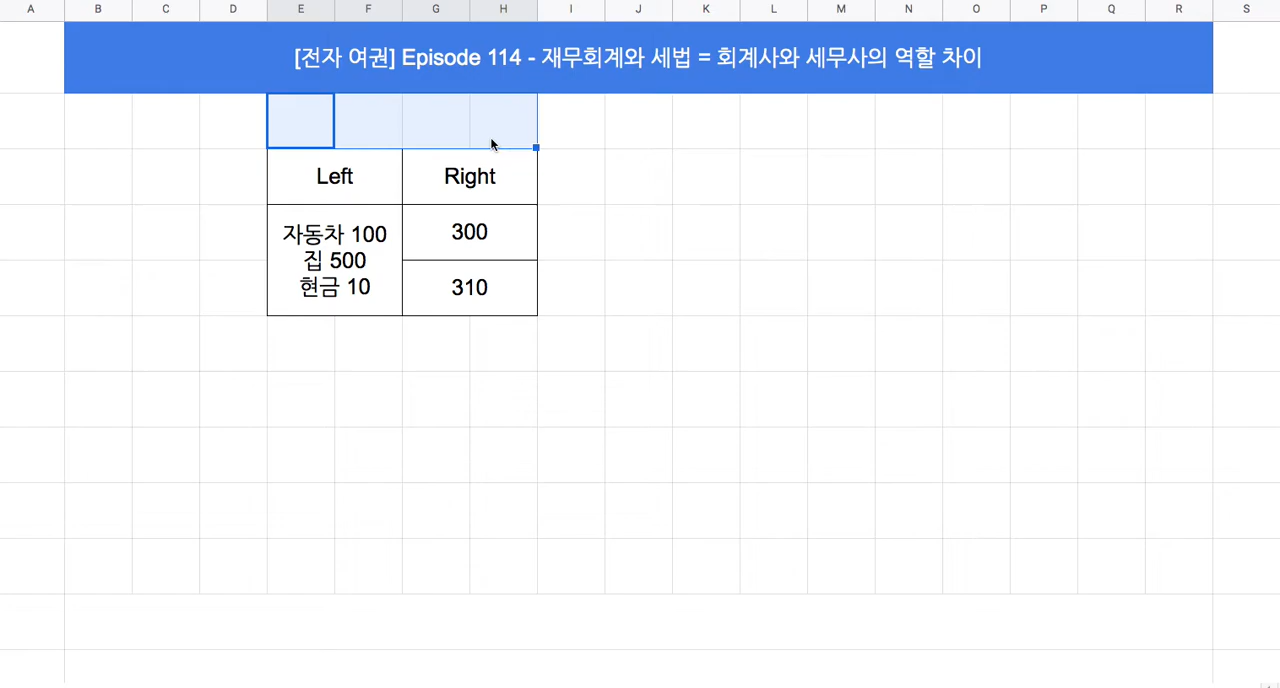 A B C D E F G H I J K L M N O P Q R S
[전자 여권] Episode 114 - 재무회계와 세법 = 회계사와 세무사의 역할 차이
Left Right
자동차 100
집 500
현금 10
300
310